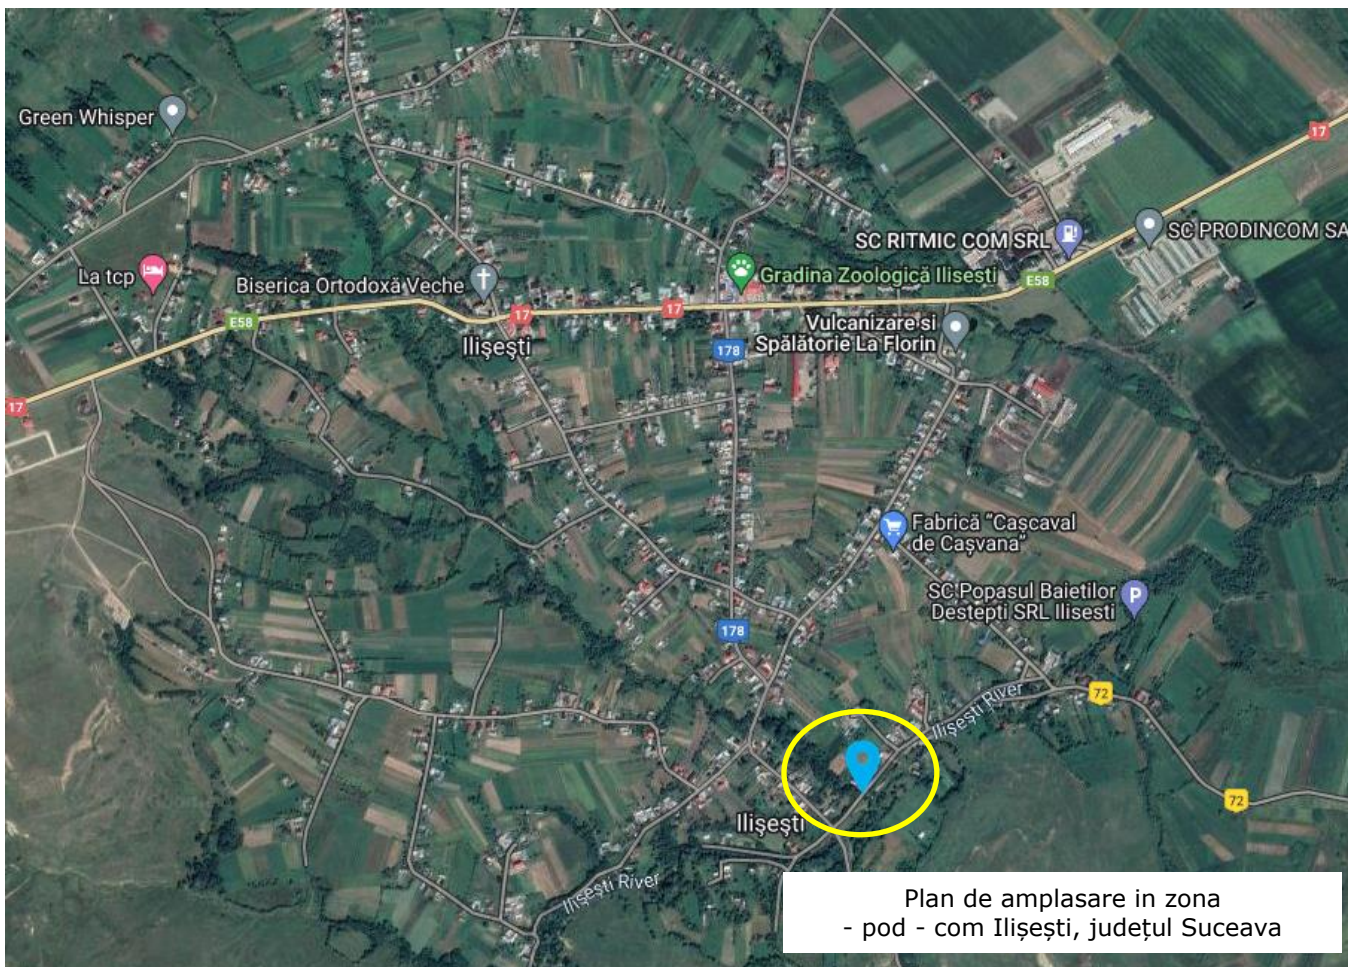 17
Green Whisper
SC RITMIC COM SRL
SC PRODINCOM SA
La tcp
Biserica Ortodoxă Veche
Gradina Zoologică Ilisesti
E58
E58
17
17
Vulcanizare si
Spălătorie La Florin
Ilişeşti
178
17
Fabrică “Cașcaval
de Cașvana”
SC Popasul Baietilor
Destepti SRL Ilisesti
P
178
72
Ilișești River
72
Ilişeşti
Ilișești River
Plan de amplasare in zona
- pod - com Ilișești, județul Suceava